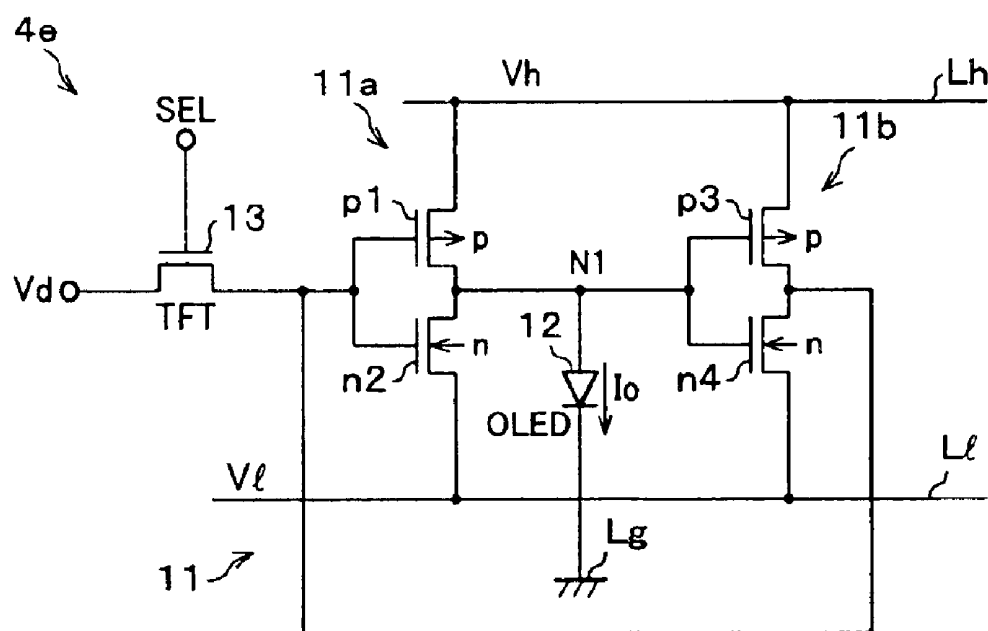 4e
11a
Vh
Lh
SEL
11b
p1
p3
13
p
p
Vd
N1
TFT
12
n
n
n2
n4
Io
OLED
Vℓ
Lℓ
Lg
11